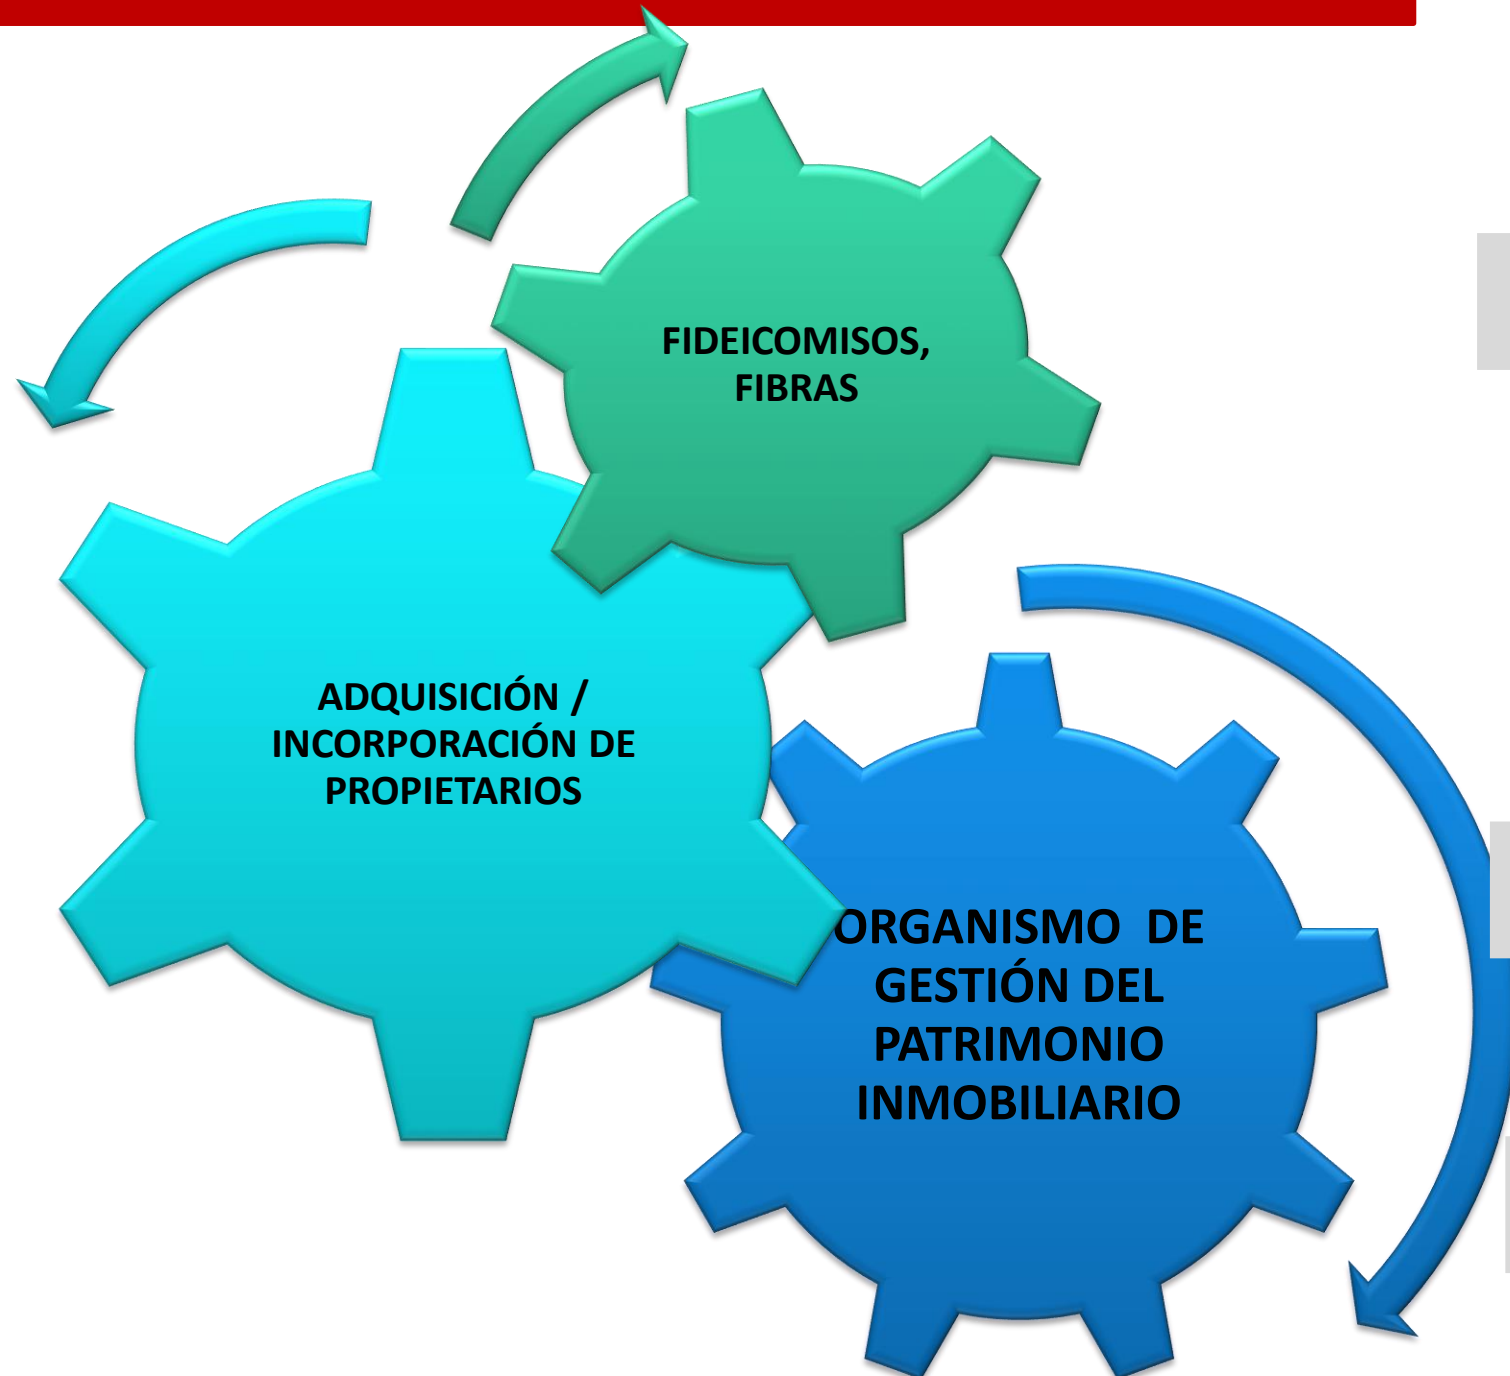 FIDEICOMISOS,
FIBRAS
ADQUISICIÓN /
INCORPORACIÓN DE
PROPIETARIOS
ORGANISMO DE
GESTIÓN DEL
PATRIMONIO
INMOBILIARIO